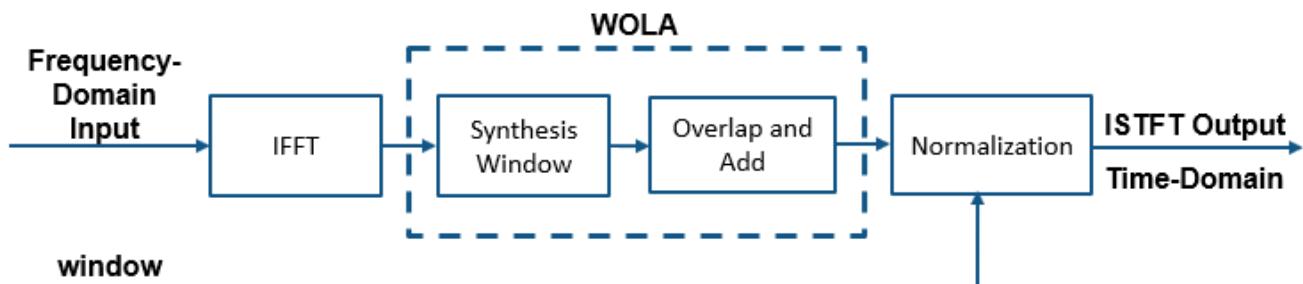 WOLA
Frequency-
Domain
Input
IFFT
Synthesis
Window
Overlap and
Add
Normalization
ISTFT Output
Time-Domain
window